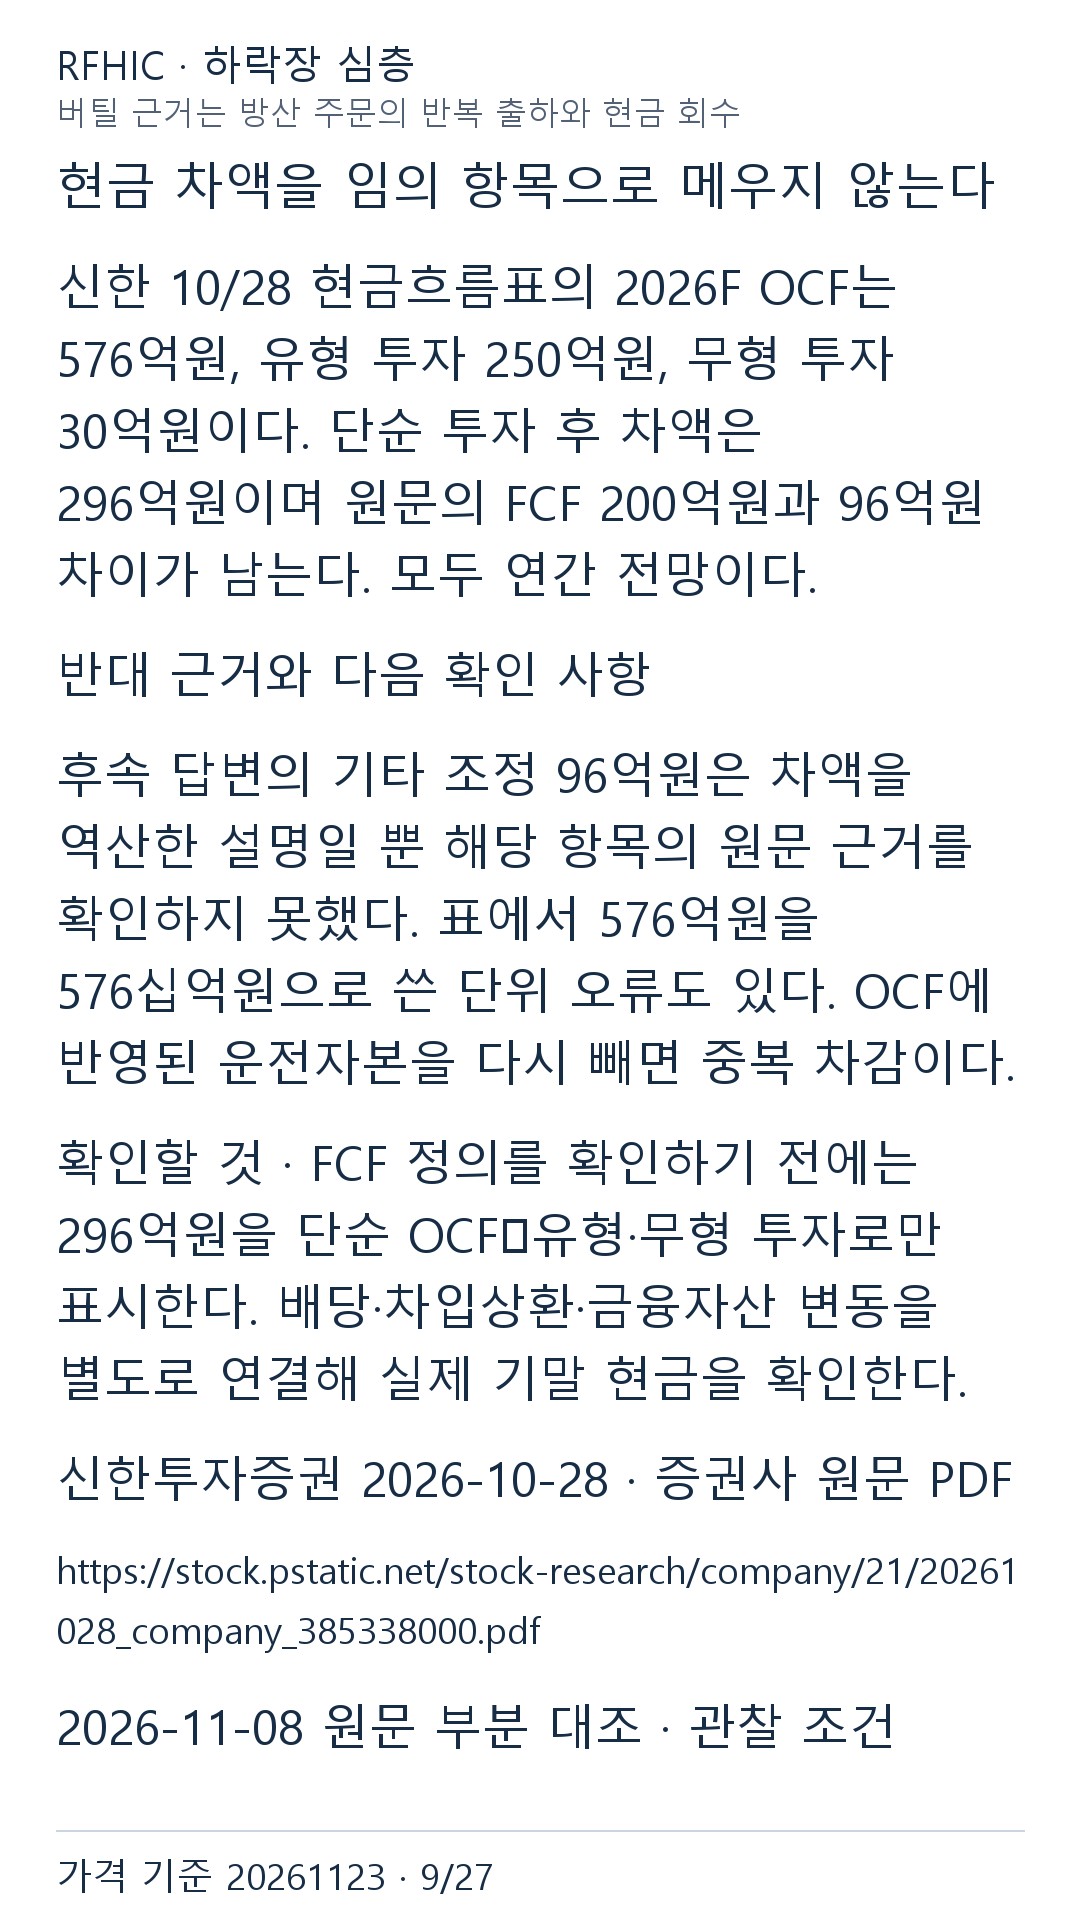 RFHIC · 하락장 심층
버틸 근거는 방산 주문의 반복 출하와 현금 회수
현금 차액을 임의 항목으로 메우지 않는다
신한 10/28 현금흐름표의 2026F OCF는
576억원, 유형 투자 250억원, 무형 투자
30억원이다. 단순 투자 후 차액은
296억원이며 원문의 FCF 200억원과 96억원
차이가 남는다. 모두 연간 전망이다.
반대 근거와 다음 확인 사항
후속 답변의 기타 조정 96억원은 차액을
역산한 설명일 뿐 해당 항목의 원문 근거를
확인하지 못했다. 표에서 576억원을
576십억원으로 쓴 단위 오류도 있다. OCF에
반영된 운전자본을 다시 빼면 중복 차감이다.
확인할 것 · FCF 정의를 확인하기 전에는
296억원을 단순 OCF▯유형·무형 투자로만
표시한다. 배당·차입상환·금융자산 변동을
별도로 연결해 실제 기말 현금을 확인한다.
신한투자증권 2026-10-28 · 증권사 원문 PDF
https://stock.pstatic.net/stock-research/company/21/20261
028_company_385338000.pdf
2026-11-08 원문 부분 대조 · 관찰 조건
가격 기준 20261123 · 9/27